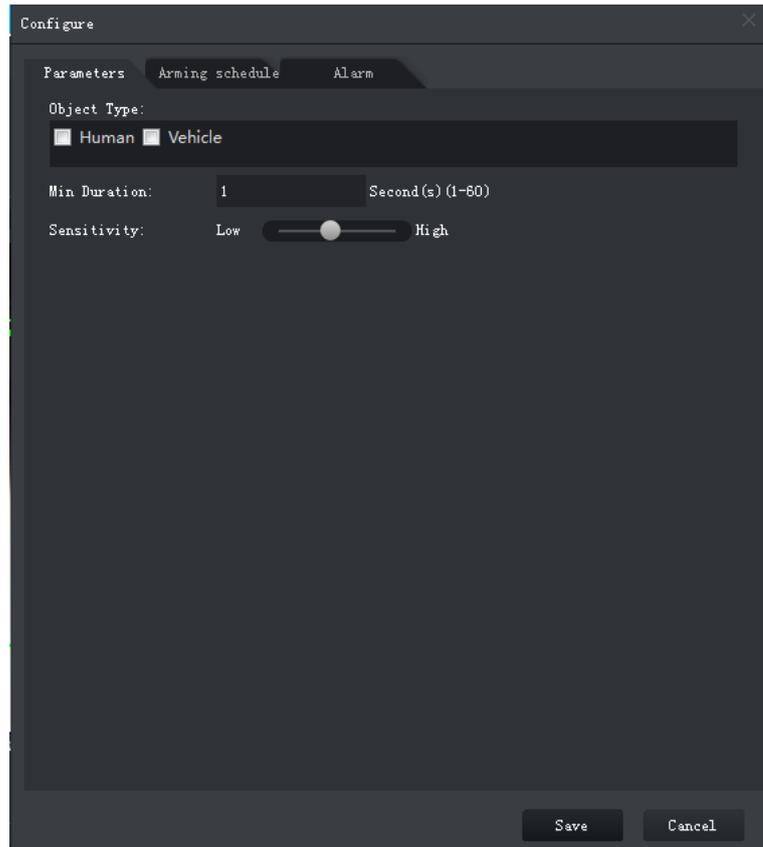 Configure
Parameters Arming schedule Alarm
Object Type:
Human Vehicle
Min Duration: 1 Second(s)(1-60)
Sensitivity: Low High
Save Cancel